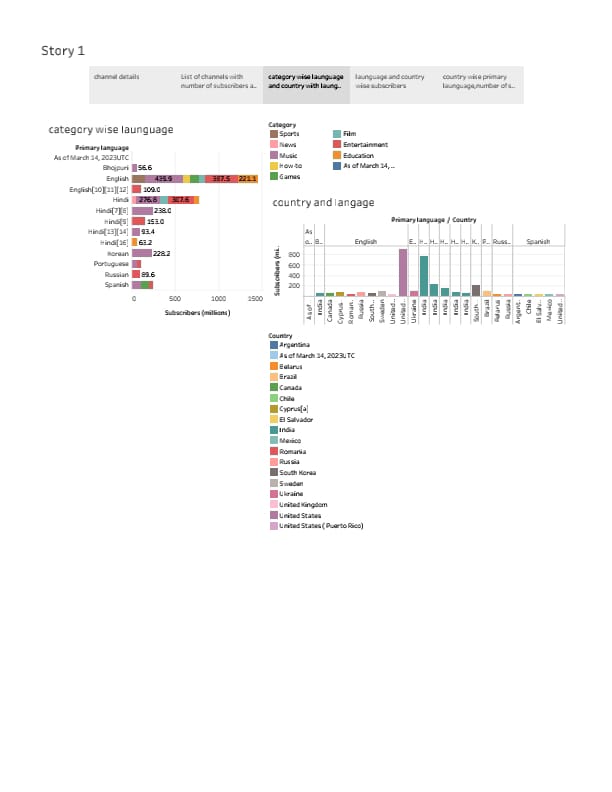 Story 1
channel details
List of channels with
number of subscribers a..
category wise launguage
and country with laung..
language and country
wise subscribers
country wise primary
language,number of s...
category wise launguage
Primary language
As of March 14, 2023UTC
Bhojpuri 56.6
English 439.9 387.5 221.1
English[10][11][12] 109.0
Hindi 276.8 307.6
Hindi[7][8] 238.0
Hindi[9] 153.0
Hindi[13][14] 93.4
Hindi[16] 63.2
Korean 228.2
Portuguese
Russian 89.6
Spanish
0 500 1000 1500
Subscribers (millions)
Category
Sports
News
Music
How-to
Games
Film
Entertainment
Education
As of March 14, ..
country and langage
Primary language / Country
As
o.. B.. English E.. H.. H.. H.. H.. H.. K.. P.. Russ.. Spanish
Subscribers (mi..
800
600
400
200
As of
India
Canada
Cyprus
Roman..
Russia
South..
Sweden
United..
United..
Ukraine
India
India
India
India
India
South..
Brazil
Belarus
Russia
Argent..
Chile
El Salv..
Mexico
United..
Country
Argentina
As of March 14, 2023UTC
Belarus
Brazil
Canada
Chile
Cyprus[a]
El Salvador
India
Mexico
Romania
Russia
South Korea
Sweden
Ukraine
United Kingdom
United States
United States ( Puerto Rico)